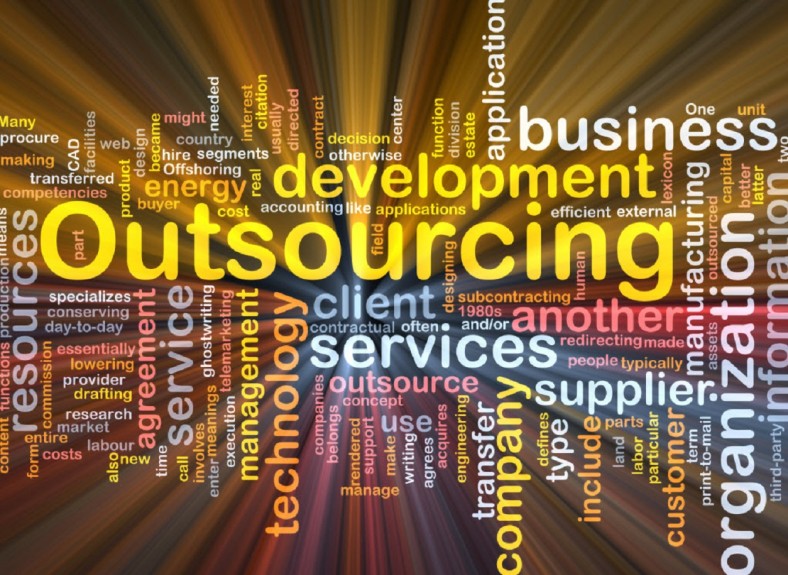 application
needed
citation
interest
usually
directed
contract
might
became
country
hire segments
Offshoring
design
web
facilities
CAD
Many
procure
making
transferred
competencies
product
buyer
energy
cost
real
decision
otherwise
center
function
division
estate
One
unit
business
development
lexicon
capital
better
latter
two
accounting like applications
efficient external
Outsourcing
part
field
designing
human
manufacturing
outsourced
organization
information
means
production
functions
content
resources
specializes
conserving
day-to-day
essentially
lowering
provider
drafting
commission
research
market
entire
form
costs
labour
also
new
agreement
service
time
call
involves
enter
meanings
ghostwriting
telemarketing
execution
management
technology
client
contractual often
and/or
subcontracting
1980s
another
services
redirecting made
people typically
assets
outsource
concept
companies
belongs
rendered
support
make
use
writing
agrees
acquires
manage
engineering
transfer
company
supplier
defines
type
include
parts
land
labor
particular
customer
term
print-to-mail
third-party